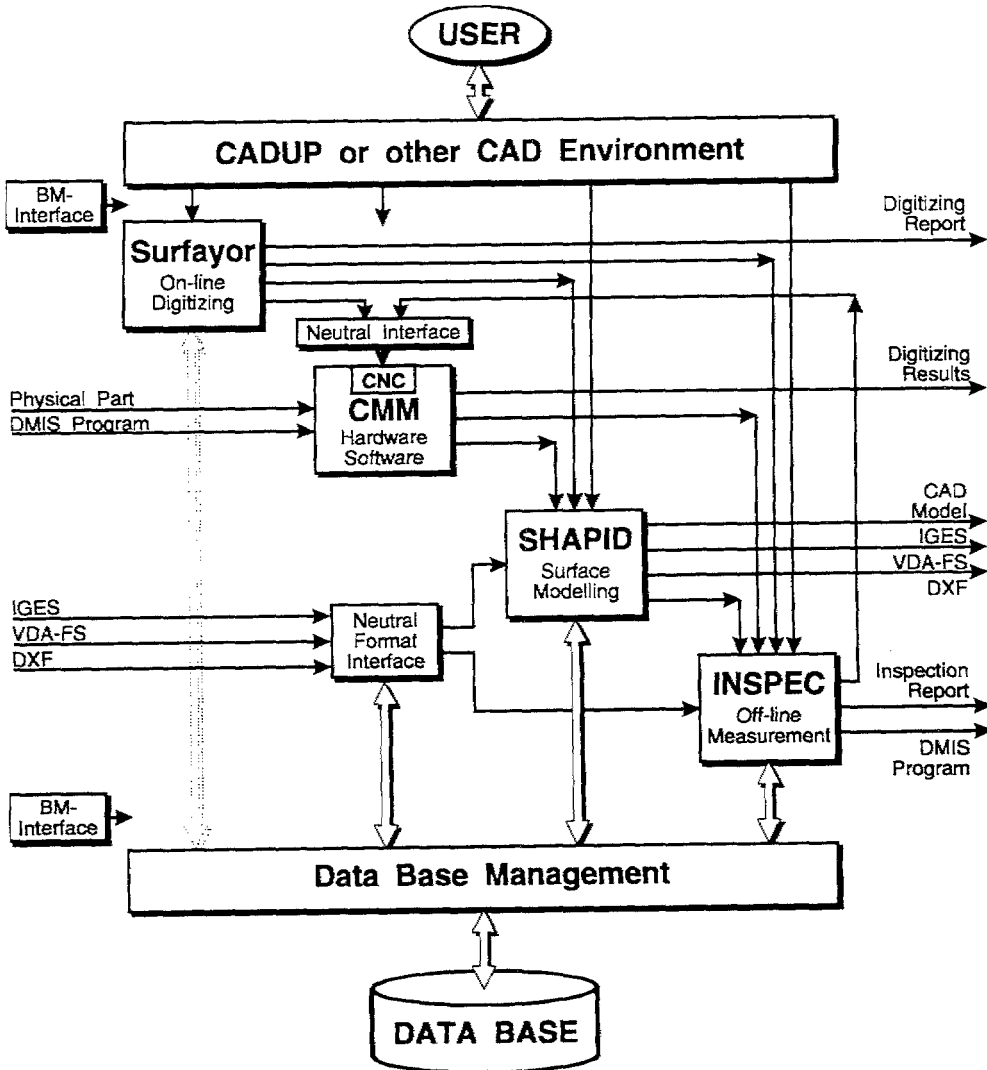 USER
CADUP or other CAD Environment
BM-
Interface
Digitizing
Report
Surfayor
On-line
Digitizing
Neutral Interface
Digitizing
Results
CNC
CMM
Hardware
Software
Physical Part
DMIS Program
CAD
Model
IGES
VDA-FS
DXF
SHAPID
Surface
Modelling
IGES
VDA-FS
DXF
Neutral
Format
Interface
INSPEC
Off-line
Measurement
Inspection
Report
DMIS
Program
BM-
Interface
Data Base Management
DATA BASE